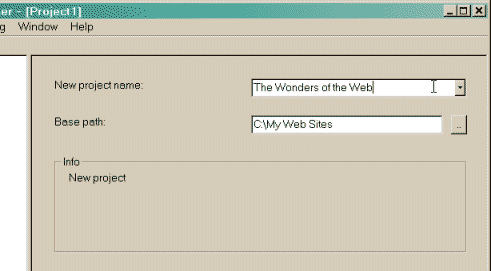 er - [Project1]
g Window Help
New project name:
The Wonders of the Web
Base path:
C:\My Web Sites
..
Info
New project